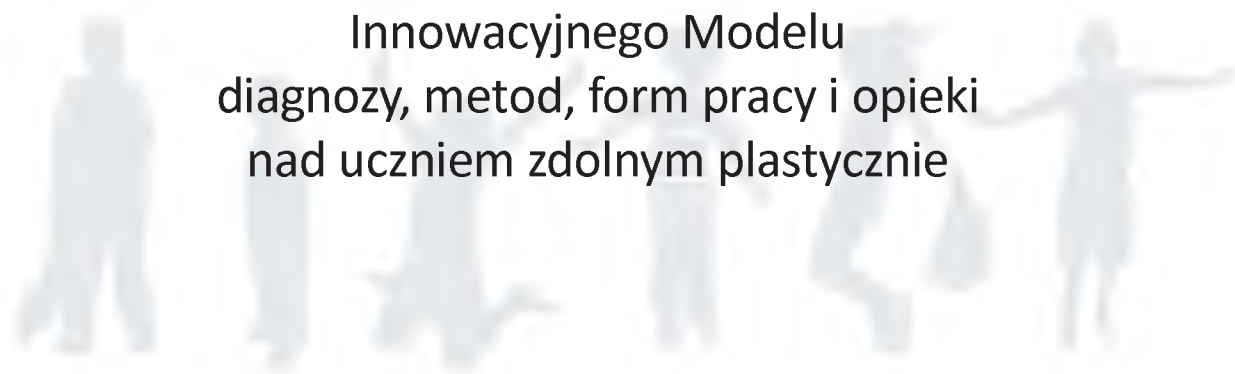 Innowacyjnego Modelu
diagnozy, metod, form pracy i opieki
nad uczniem zdolnym plastycznie